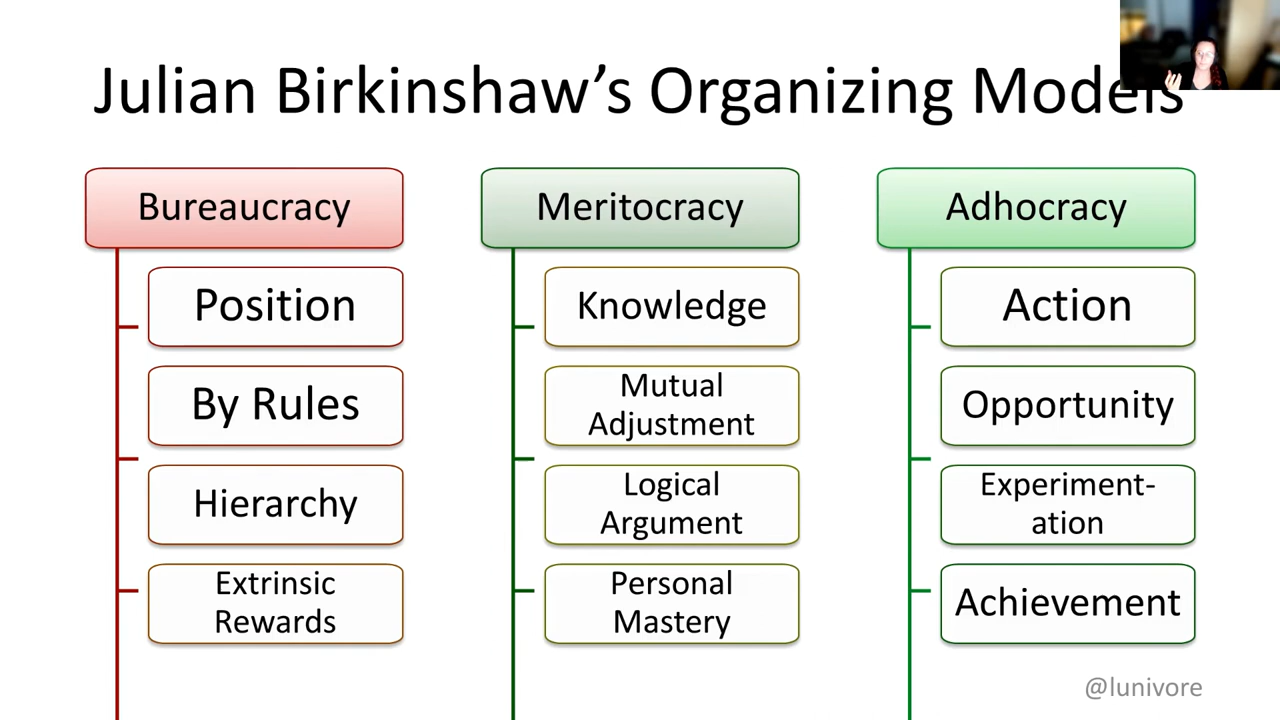 Julian Birkinshaw’s Organizing Models
Bureaucracy
Position
By Rules
Hierarchy
Extrinsic
Rewards
Meritocracy
Knowledge
Mutual
Adjustment
Logical
Argument
Personal
Mastery
Adhocracy
Action
Opportunity
Experiment-
ation
Achievement
@lunivore